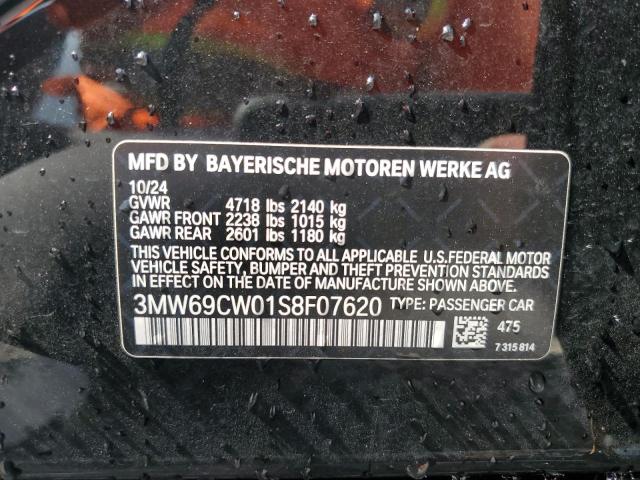 MFD BY BAYERISCHE MOTOREN WERKE AG
10/24
GVWR 4718 lbs 2140 kg
GAWR FRONT 2238 lbs 1015 kg
GAWR REAR 2601 lbs 1180 kg
THIS VEHICLE CONFORMS TO ALL APPLICABLE U.S.FEDERAL MOTOR
VEHICLE SAFETY, BUMPER AND THEFT PREVENTION STANDARDS
IN EFFECT ON THE DATE OF MANUFACTURE SHOWN ABOVE.
3MW69CW01S8F07620 TYPE: PASSENGER CAR
475
7 315 814